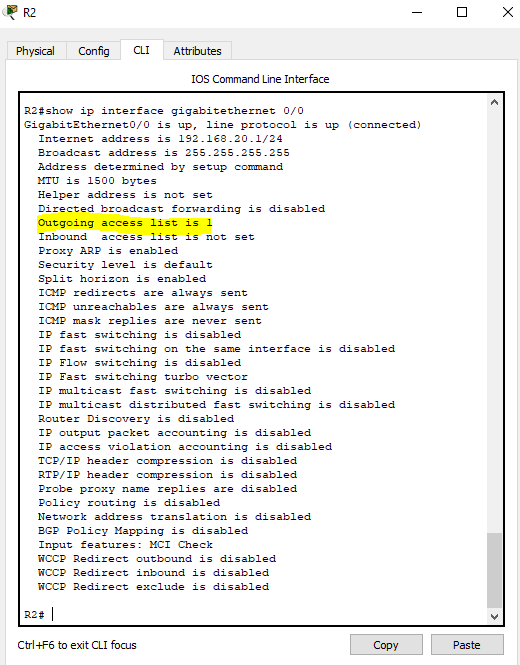 R2
Physical Config CLI Attributes
IOS Command Line Interface
R2#show ip interface gigabitethernet 0/0
GigabitEthernet0/0 is up, line protocol is up (connected)
Internet address is 192.168.20.1/24
Broadcast address is 255.255.255.255
Address determined by setup command
MTU is 1500 bytes
Helper address is not set
Directed broadcast forwarding is disabled
Outgoing access list is 1
Inbound  access list is not set
Proxy ARP is enabled
Security level is default
Split horizon is enabled
ICMP redirects are always sent
ICMP unreachables are always sent
ICMP mask replies are never sent
IP fast switching is disabled
IP fast switching on the same interface is disabled
IP Flow switching is disabled
IP Fast switching turbo vector
IP multicast fast switching is disabled
IP multicast distributed fast switching is disabled
Router Discovery is disabled
IP output packet accounting is disabled
IP access violation accounting is disabled
TCP/IP header compression is disabled
RTP/IP header compression is disabled
Probe proxy name replies are disabled
Policy routing is disabled
Network address translation is disabled
BGP Policy Mapping is disabled
Input features: MCI Check
WCCP Redirect outbound is disabled
WCCP Redirect inbound is disabled
WCCP Redirect exclude is disabled
R2#
Ctrl+F6 to exit CLI focus
Copy Paste